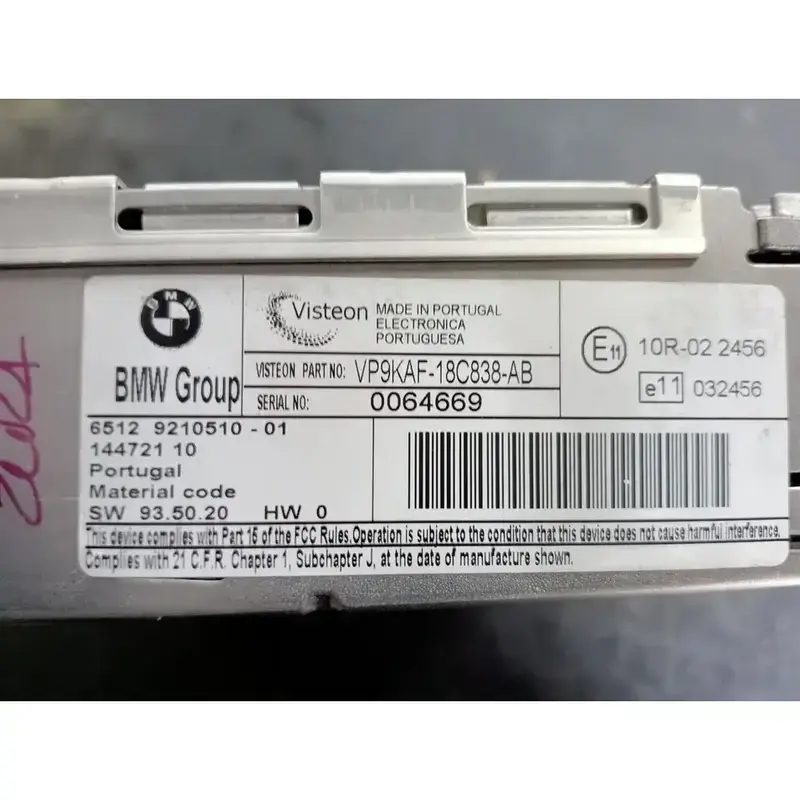 BMW
BMW Group
Visteon
MADE IN PORTUGAL
ELECTRONICA
PORTUGUESA
VISTEON PART NO: VP9KAF-18C838-AB
SERIAL NO: 0064669
E11 10R-02 2456
e11 032456
6512 9210510 - 01
144721 10
Portugal
Material code
SW 93.50.20 HW 0
This device complies with Part 15 of the FCC Rules.Operation is subject to the condition that this device does not cause harmful interference.
Complies with 21 C.F.R. Chapter 1, Subchapter J, at the date of manufacture shown.